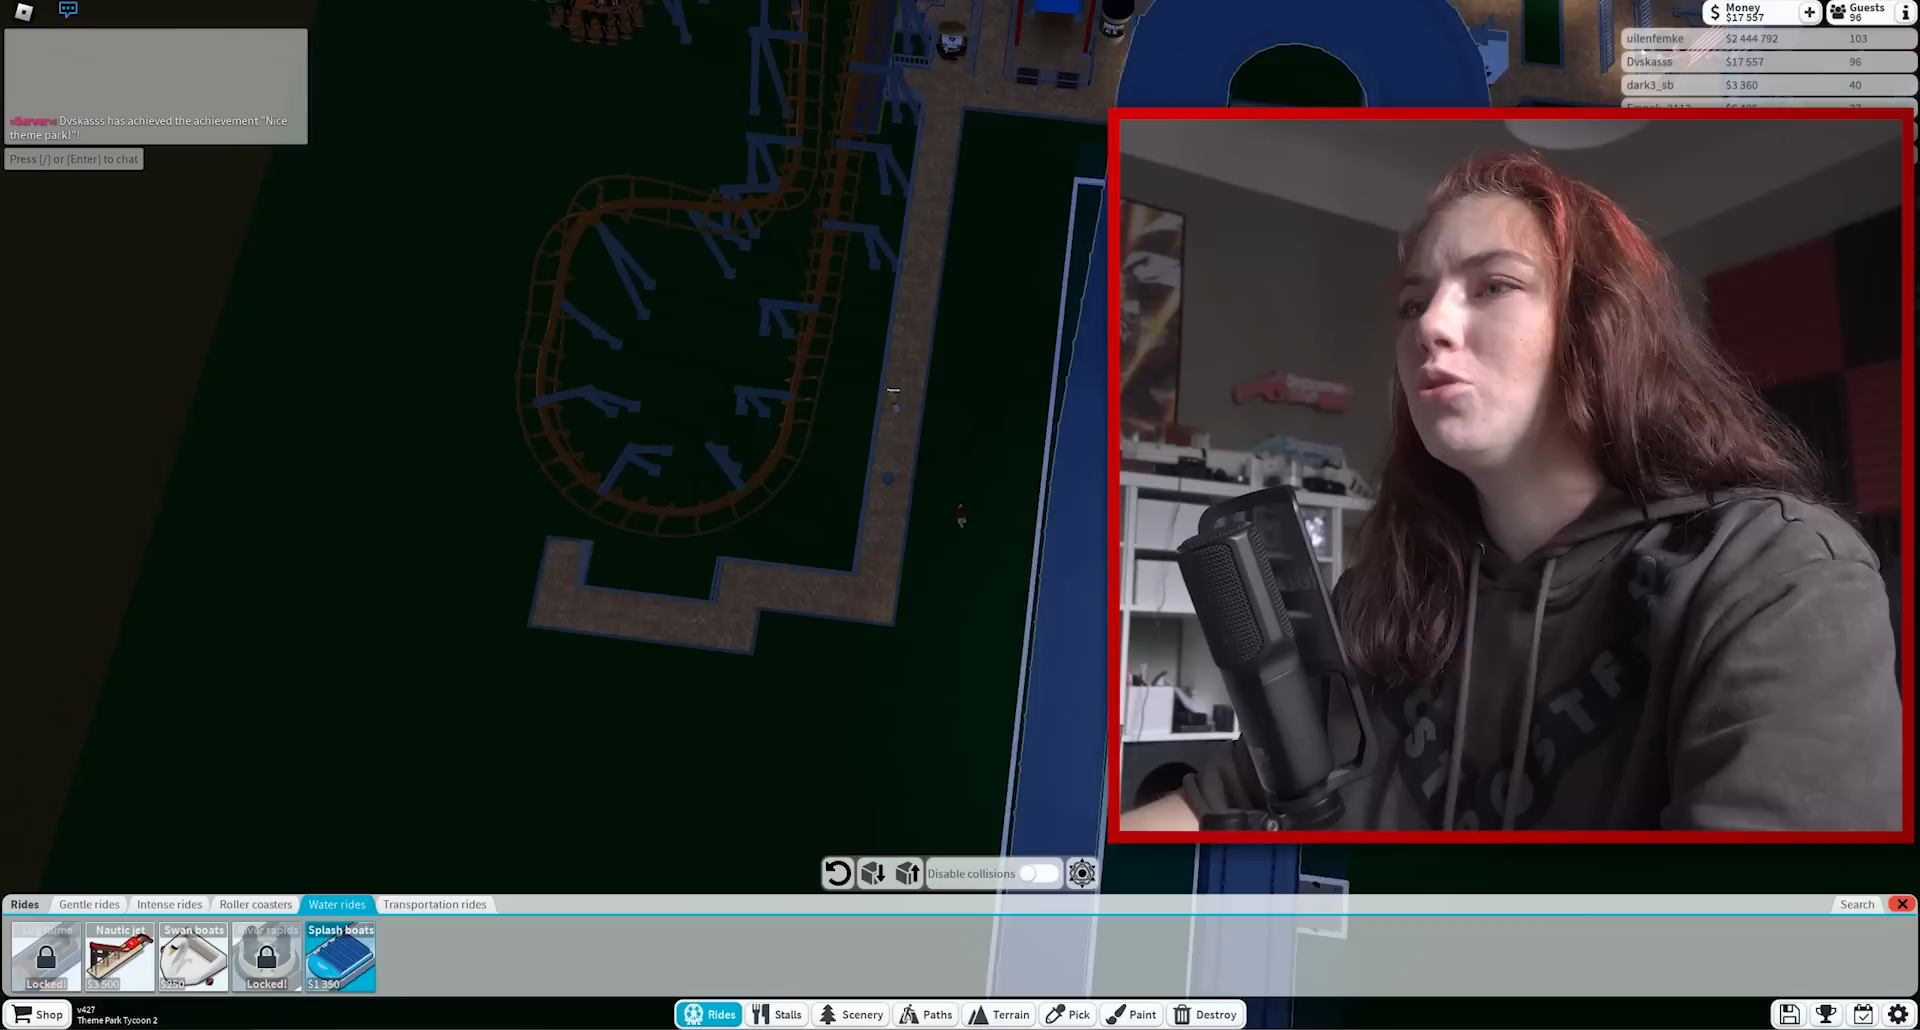 Money
$17 557
Guests
96
uilenfemke $2 444 792 103
Dvskasss $17 557 96
dark3_sb $3 360 40
«Server» Dvskasss has achieved the achievement "Nice
theme park!"!
Press [/] or [Enter] to chat
Disable collisions
Rides Gentle rides Intense rides Roller coasters Water rides Transportation rides Search
Nautic jet Swan boats River rapids Splash boats
Locked! $3 500 $250 Locked! $1 350
Shop
v427
Theme Park Tycoon 2
Rides Stalls Scenery Paths Terrain Pick Paint Destroy